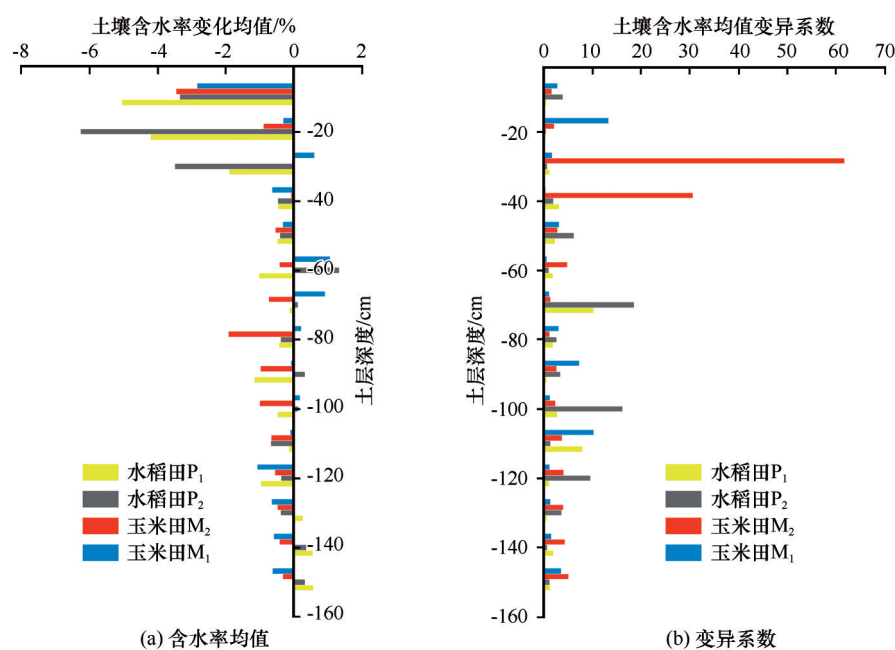 土壤含水率变化均值/%
-8 -6 -4 -2 0 2
-20
-40
-60
-80
-100
-120
-140
-160
土层深度/cm
水稻田P₁
水稻田P₂
玉米田M₂
玉米田M₁
(a) 含水率均值
土壤含水率均值变异系数
0 10 20 30 40 50 60 70
-20
-40
-60
-80
-100
-120
-140
-160
土层深度/cm
水稻田P₁
水稻田P₂
玉米田M₂
玉米田M₁
(b) 变异系数